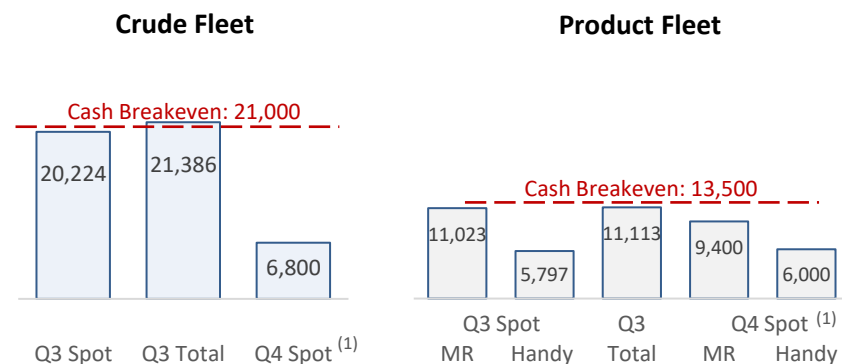 Crude Fleet
Cash Breakeven: 21,000
20,224
21,386
6,800
Q3 Spot
Q3 Total
Q4 Spot (1)
Product Fleet
Cash Breakeven: 13,500
11,023
5,797
11,113
9,400
6,000
Q3 Spot
Q3
Q4 Spot (1)
MR
Handy
Total
MR
Handy